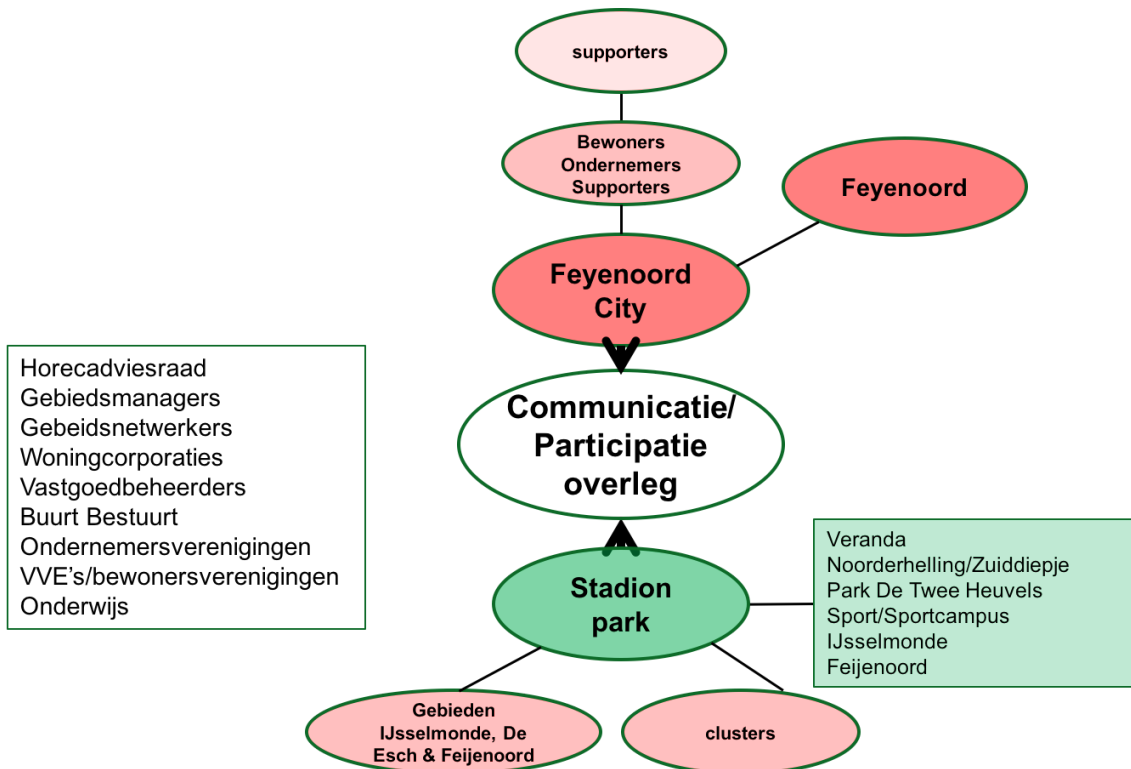 supporters
Bewoners
Ondernemers
Supporters
Feyenoord
Feyenoord
City
Horecadviesraad
Gebiedsmanagers
Gebeidsnetwerkers
Woningcorporaties
Vastgoedbeheerders
Buurt Bestuurt
Ondernemersverenigingen
VVE's/bewonersverenigingen
Onderwijs
Communicatie/
Participatie
overleg
Stadion
park
Veranda
Noorderhelling/Zuiddiepje
Park De Twee Heuvels
Sport/Sportcampus
IJsselmonde
Feijenoord
Gebieden
IJsselmonde, De
Esch & Feijenoord
clusters